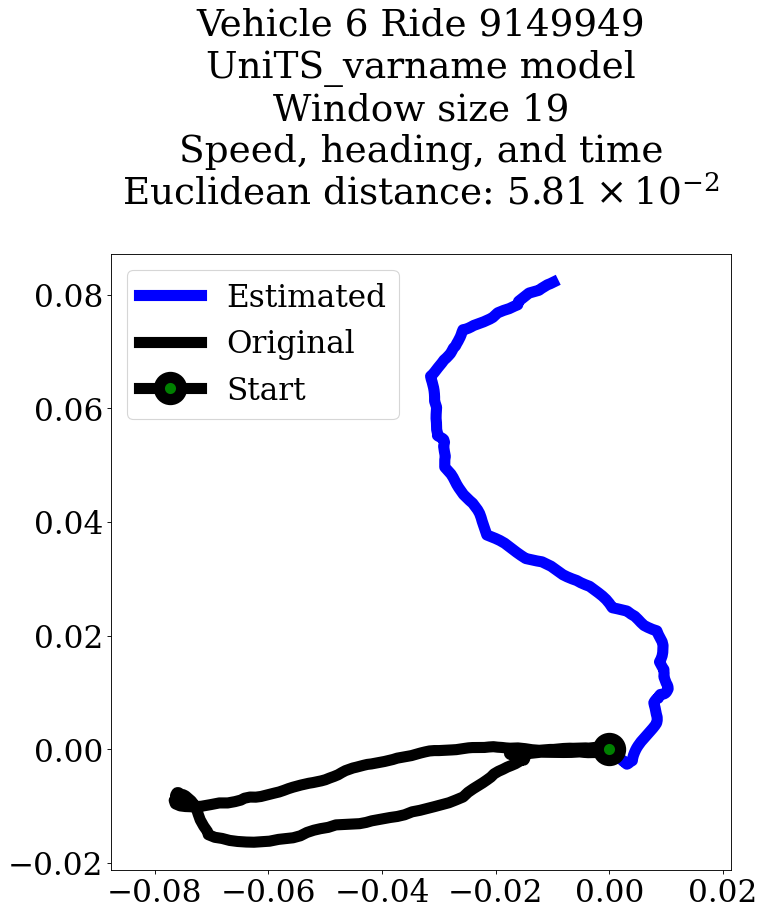 Vehicle 6 Ride 9149949
UniTS_varname model
Window size 19
Speed, heading, and time
Euclidean distance: 5.81 × 10⁻²
Estimated
Original
Start
0.08
0.06
0.04
0.02
0.00
−0.02
−0.08 −0.06 −0.04 −0.02 0.00 0.02